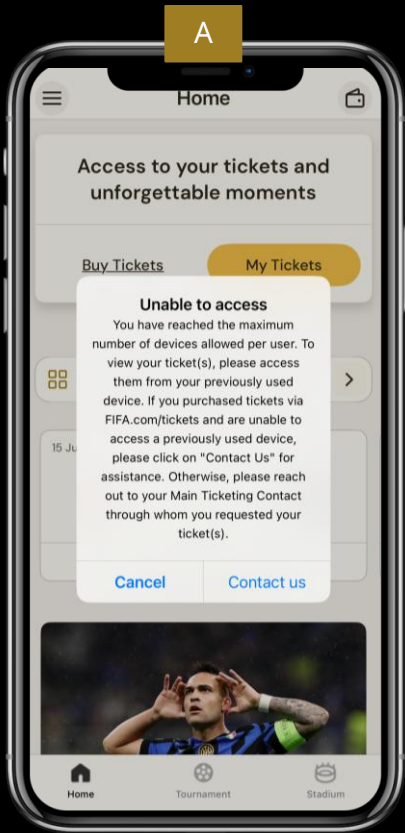 A
Home
Access to your tickets and
unforgettable moments
Buy Tickets
My Tickets
Unable to access
You have reached the maximum
number of devices allowed per user. To
view your ticket(s), please access
them from your previously used
device. If you purchased tickets via
FIFA.com/tickets and are unable to
access a previously used device,
please click on "Contact Us" for
assistance. Otherwise, please reach
out to your Main Ticketing Contact
through whom you requested your
ticket(s).
15 Ju
Cancel
Contact us
Home
Tournament
Stadium